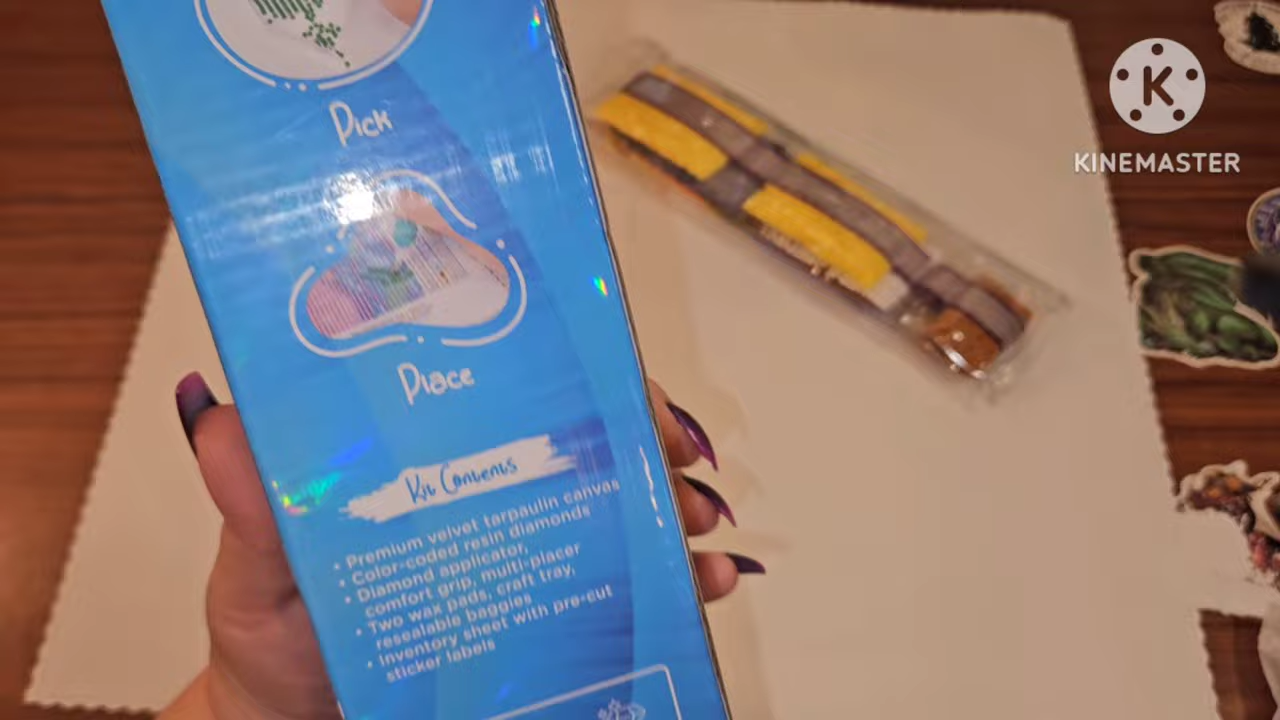 Pick
Place
Kit Contents
• Premium velvet tarpaulin canvas
• Color-coded resin diamonds
• Diamond applicator,
comfort grip, multi-placer
• Two wax pads, craft tray,
resealable baggies
• Inventory sheet with pre-cut
sticker labels
K
KINEMASTER